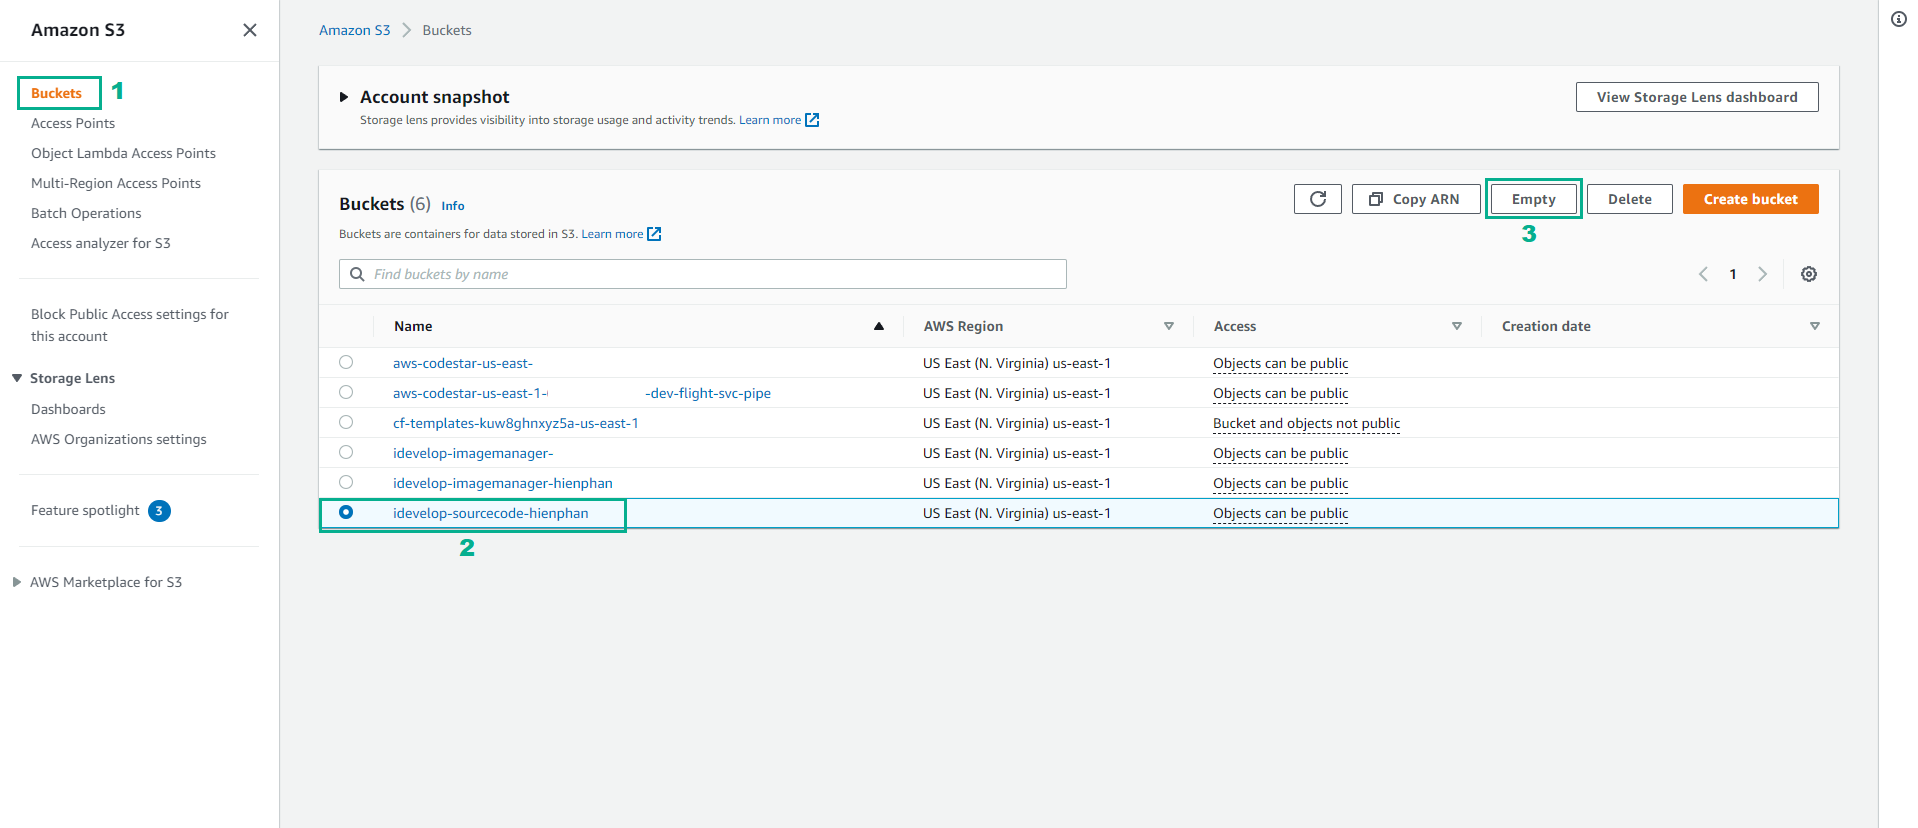 Amazon S3
Buckets 1
Access Points
Object Lambda Access Points
Multi-Region Access Points
Batch Operations
Access analyzer for S3
Block Public Access settings for
this account
Storage Lens
Dashboards
AWS Organizations settings
Feature spotlight 3
AWS Marketplace for S3
Amazon S3 Buckets
Account snapshot
View Storage Lens dashboard
Storage lens provides visibility into storage usage and activity trends. Learn more
Buckets (6) Info
Copy ARN Empty Delete Create bucket
3
Buckets are containers for data stored in S3. Learn more
Find buckets by name
1
Name AWS Region Access Creation date
aws-codestar-us-east- US East (N. Virginia) us-east-1 Objects can be public
aws-codestar-us-east-1- -dev-flight-svc-pipe US East (N. Virginia) us-east-1 Objects can be public
cf-templates-kuw8ghnxyz5a-us-east-1 US East (N. Virginia) us-east-1 Bucket and objects not public
idevelop-imagemanager- US East (N. Virginia) us-east-1 Objects can be public
idevelop-imagemanager-hienphan US East (N. Virginia) us-east-1 Objects can be public
idevelop-sourcecode-hienphan US East (N. Virginia) us-east-1 Objects can be public
2